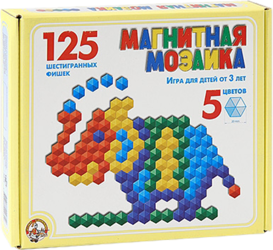 125
ШЕСТИГРАННЫХ
ФИШЕК
МАГНИТНАЯ
МОЗАИКА
ИГРА ДЛЯ ДЕТЕЙ ОТ 3 ЛЕТ
5 ЦВЕТОВ